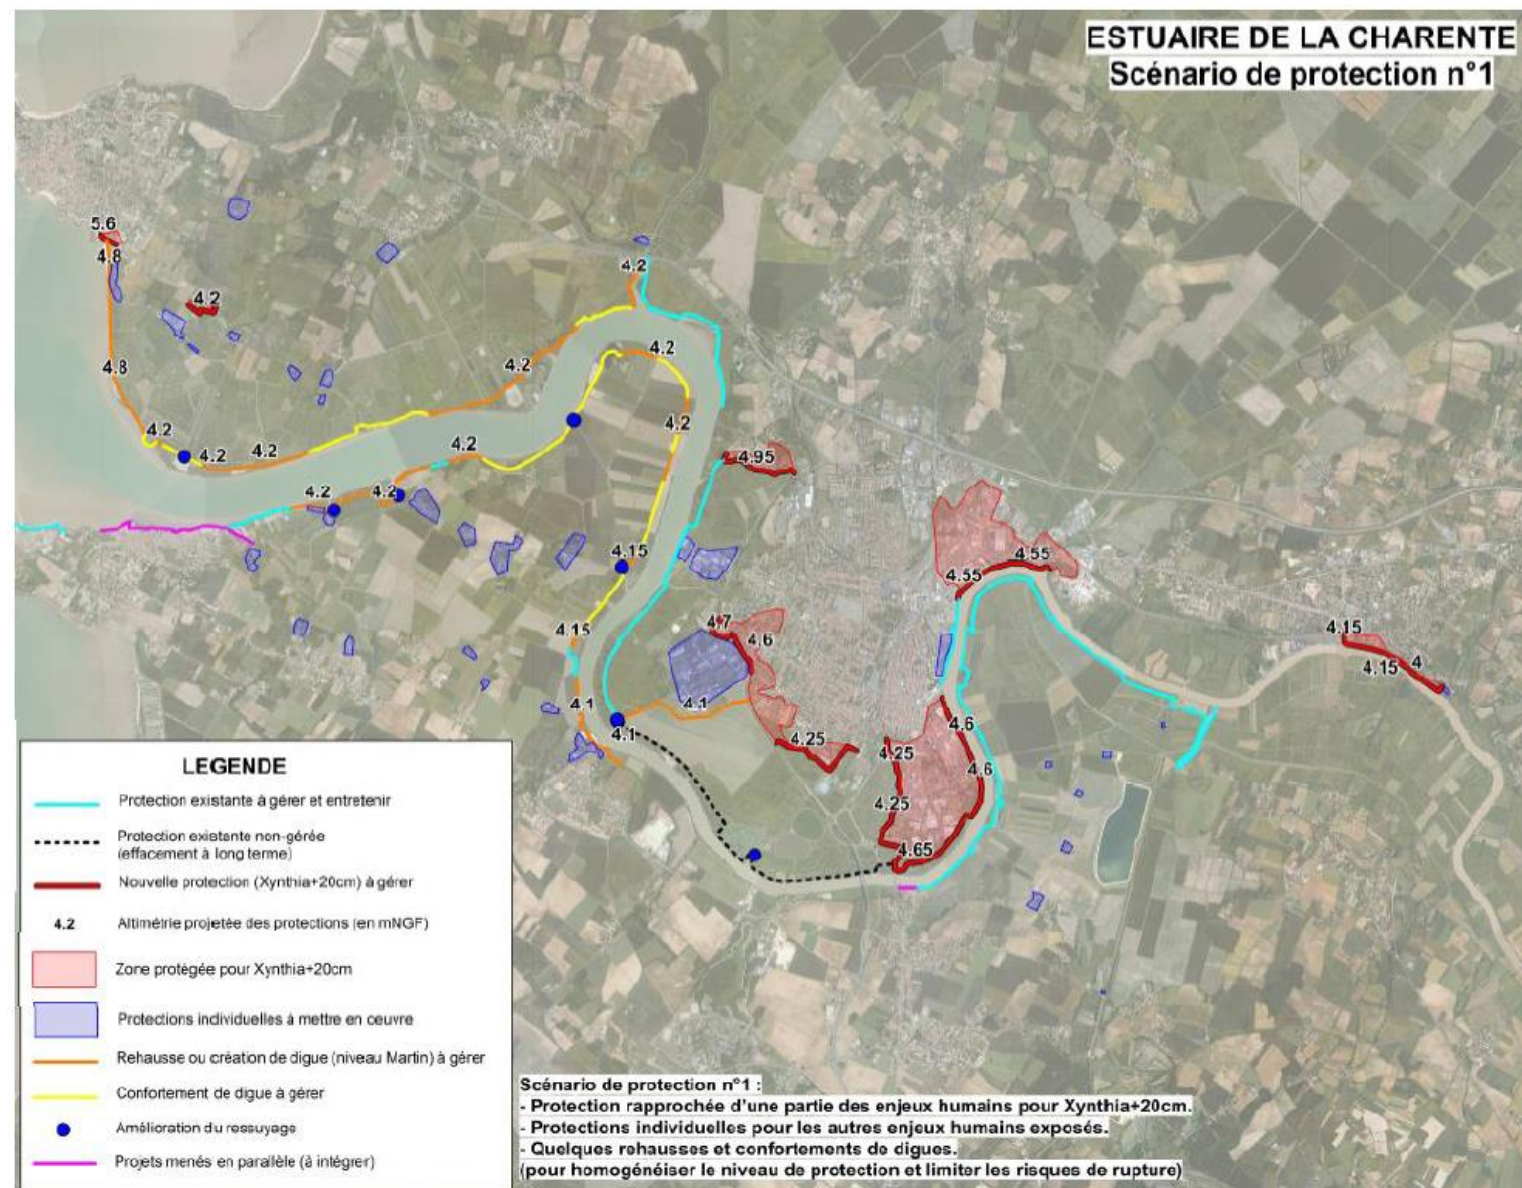 ESTUAIRE DE LA CHARENTE
Scénario de protection n°1
5.6
4.8
4.2
4.2
4.8
4.2
4.2
4.2
4.2
4.2
4.2
4.2
4.2
4.2
4.2
4.95
4.15
4.55
4.55
4.15
4.7
4.6
4.15
4.15
4
4.1
4.1
4.1
4.25
4.25
4.6
4.6
4.25
4.65
LEGENDE
Protection existante à gérer et entretenir
Protection existante non-gérée
(effacement à long terme)
Nouvelle protection (Xynthia+20cm) à gérer
4.2 Altimétrie projetée des protections (en mNGF)
Zone protégée pour Xynthia+20cm
Protections individuelles à mettre en oeuvre
Rehausse ou création de digue (niveau Martin) à gérer
Confortement de digue à gérer
Amélioration du ressuyage
Projets menés en parallèle (à intégrer)
Scénario de protection n°1 :
- Protection rapprochée d'une partie des enjeux humains pour Xynthia+20cm.
- Protections individuelles pour les autres enjeux humains exposés.
- Quelques rehausses et confortements de digues.
(pour homogénéiser le niveau de protection et limiter les risques de rupture)